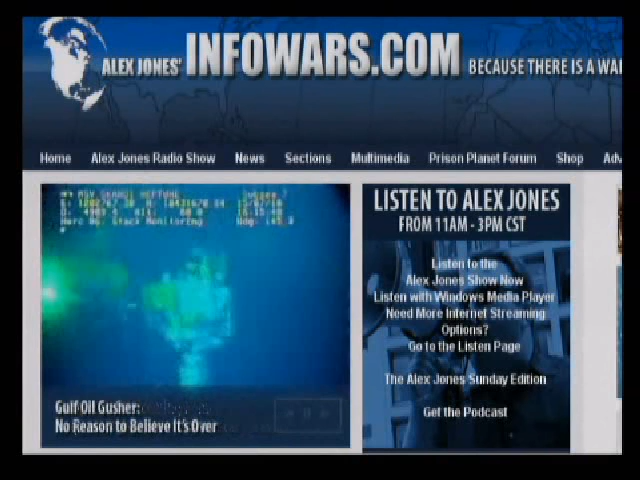 ALEX JONES' INFOWARS.COM BECAUSE THERE IS A WA
Home Alex Jones Radio Show News Sections Multimedia Prison Planet Forum Shop Adv
LISTEN TO ALEX JONES
FROM 11AM - 3PM CST
Listen to the
Alex Jones Show Now
Listen with Windows Media Player
Need More Internet Streaming
Options?
Go to the Listen Page
The Alex Jones Sunday Edition
Get the Podcast
Gulf Oil Gusher:
No Reason to Believe It's Over